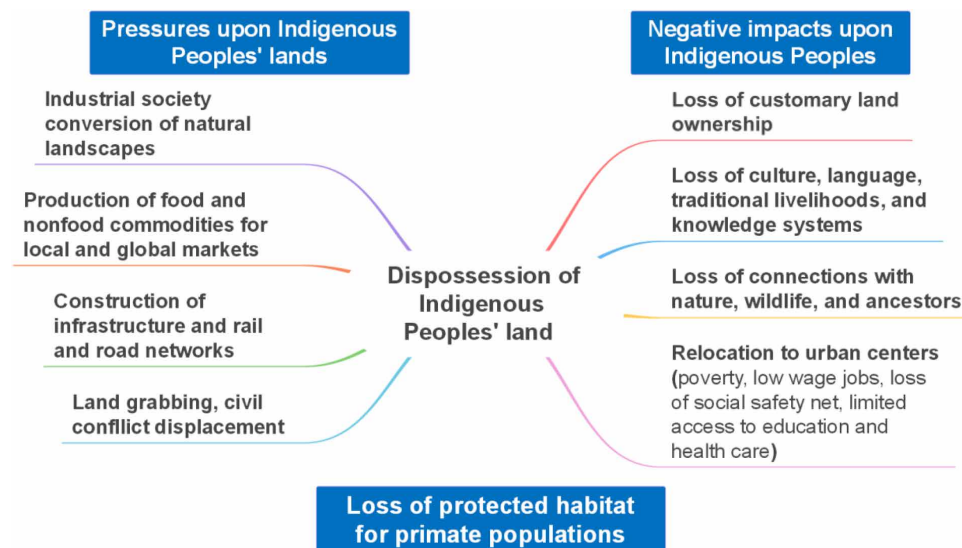 Pressures upon Indigenous
Peoples' lands
Industrial society
conversion of natural
landscapes
Production of food and
nonfood commodities for
local and global markets
Construction of
infrastructure and rail
and road networks
Land grabbing, civil
confllict displacement
Dispossession of
Indigenous
Peoples' land
Negative impacts upon
Indigenous Peoples
Loss of customary land
ownership
Loss of culture, language,
traditional livelihoods, and
knowledge systems
Loss of connections with
nature, wildlife, and ancestors
Relocation to urban centers
(poverty, low wage jobs, loss
of social safety net, limited
access to education and
health care)
Loss of protected habitat
for primate populations